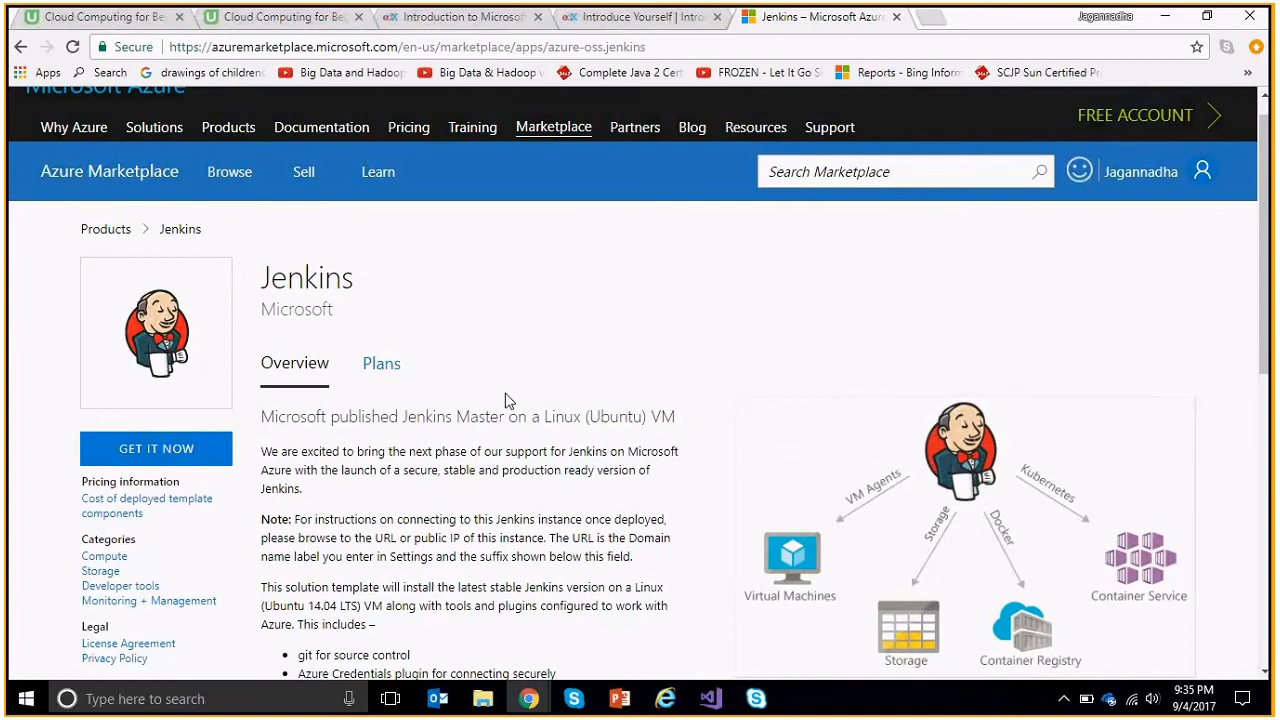 Cloud Computing for Be
Cloud Computing for Be
Introduction to Microsof
Introduce Yourself | Intro
Jenkins – Microsoft Azur
Jagannadha
Secure
https://azuremarketplace.microsoft.com/en-us/marketplace/apps/azure-oss.jenkins
Apps
Search
drawings of childrens
Big Data and Hadoop
Big Data & Hadoop v
Complete Java 2 Cert
FROZEN - Let It Go Si
Reports - Bing Inform
SCJP Sun Certified Pr
»
Microsoft Azure
FREE ACCOUNT
Why Azure
Solutions
Products
Documentation
Pricing
Training
Marketplace
Partners
Blog
Resources
Support
Azure Marketplace
Browse
Sell
Learn
Search Marketplace
Jagannadha
Products > Jenkins
Jenkins
Microsoft
Overview
Plans
GET IT NOW
Pricing information
Cost of deployed template
components
Categories
Compute
Storage
Developer tools
Monitoring + Management
Legal
License Agreement
Privacy Policy
Microsoft published Jenkins Master on a Linux (Ubuntu) VM
We are excited to bring the next phase of our support for Jenkins on Microsoft
Azure with the launch of a secure, stable and production ready version of
Jenkins.
Note: For instructions on connecting to this Jenkins instance once deployed,
please browse to the URL or public IP of this instance. The URL is the Domain
name label you enter in Settings and the suffix shown below this field.
This solution template will install the latest stable Jenkins version on a Linux
(Ubuntu 14.04 LTS) VM along with tools and plugins configured to work with
Azure. This includes –
• git for source control
• Azure Credentials plugin for connecting securely
VM Agents
Storage
Docker
Kubernetes
Virtual Machines
Storage
Container Registry
Container Service
Type here to search
9:35 PM
9/4/2017